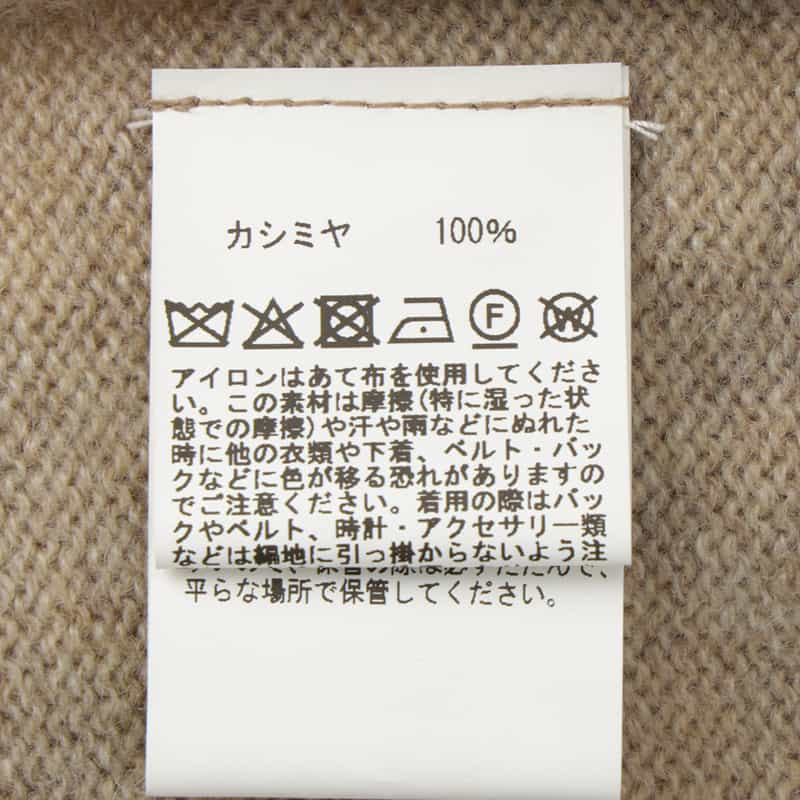 カシミヤ 100%
F W
アイロンはあて布を使用してくださ
い。この素材は摩擦(特に湿った状
態での摩擦)や汗や雨などにぬれた
時に他の衣類や下着、ベルト・バッ
クなどに色が移る恐れがありますの
でご注意ください。着用の際はバッ
クやベルト、時計・アクセサリー類
などは編地に引っ掛からないよう注
平らな場所で保管してください。